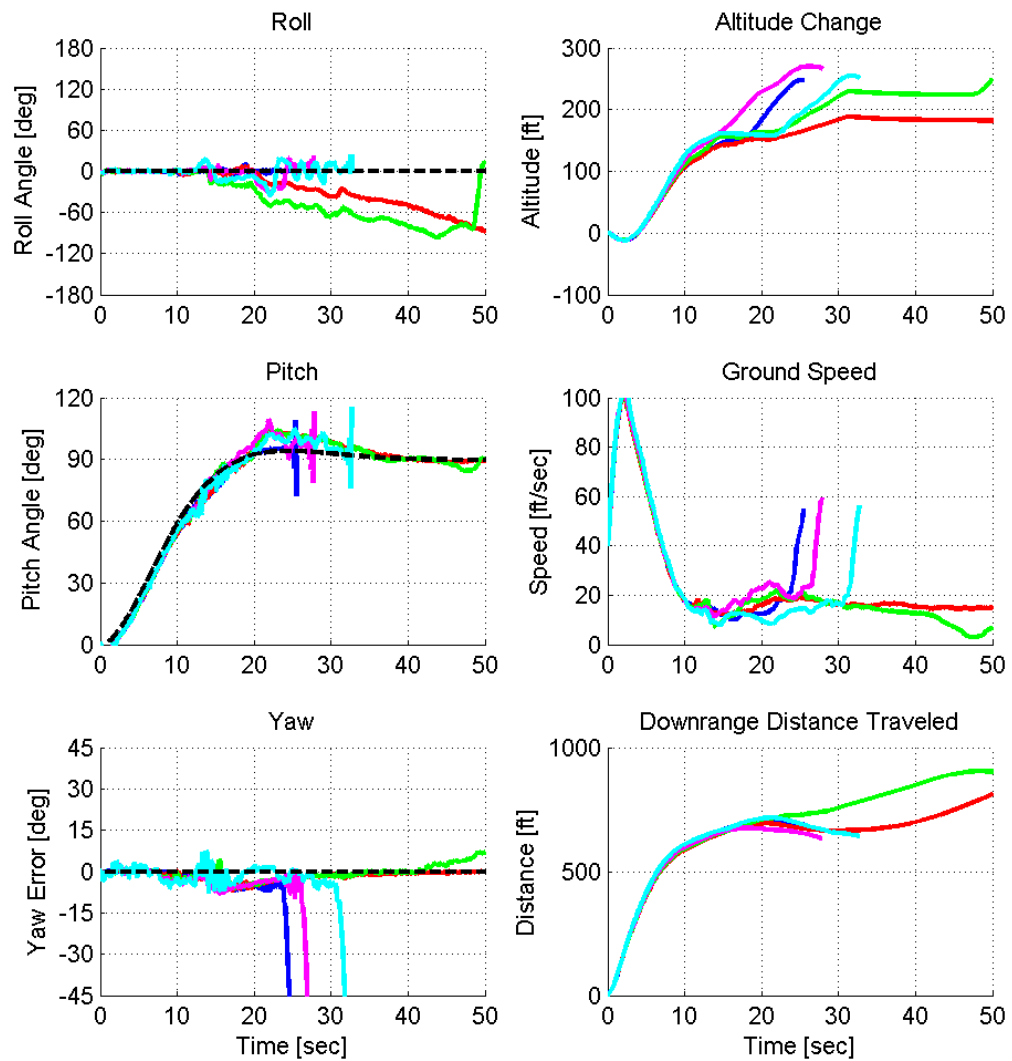 Roll
Roll Angle [deg]
180
120
60
0
-60
-120
-180
0 10 20 30 40 50
Altitude Change
Altitude [ft]
300
200
100
0
-100
0 10 20 30 40 50
Pitch
Pitch Angle [deg]
120
90
60
30
0
0 10 20 30 40 50
Ground Speed
Speed [ft/sec]
100
80
60
40
20
0
0 10 20 30 40 50
Yaw
Yaw Error [deg]
45
30
15
0
-15
-30
-45
0 10 20 30 40 50
Time [sec]
Downrange Distance Traveled
Distance [ft]
1000
500
0
0 10 20 30 40 50
Time [sec]